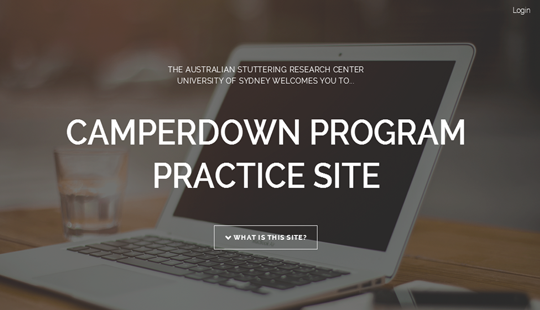 Login
THE AUSTRALIAN STUTTERING RESEARCH CENTER
UNIVERSITY OF SYDNEY WELCOMES YOU TO...
CAMPERDOWN PROGRAM
PRACTICE SITE
WHAT IS THIS SITE?